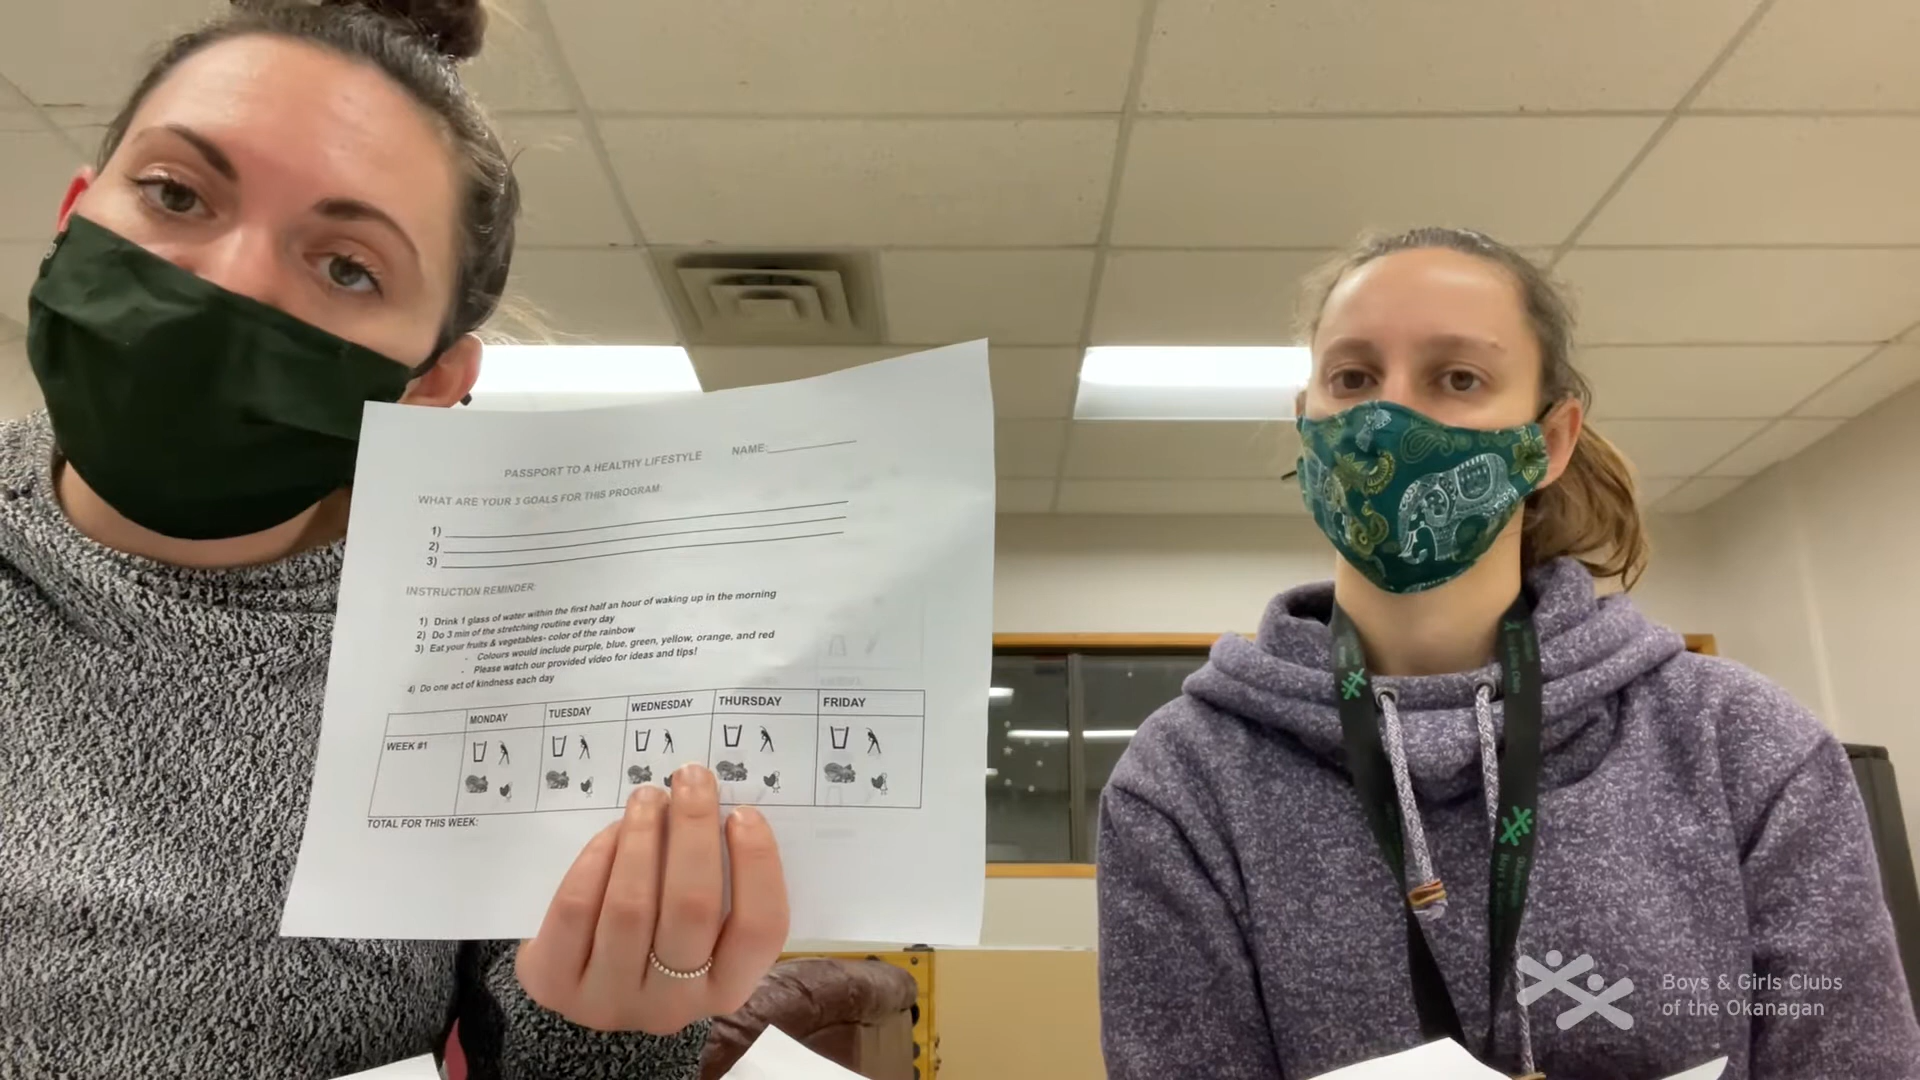 PASSPORT TO A HEALTHY LIFESTYLE NAME:
WHAT ARE YOUR 3 GOALS FOR THIS PROGRAM:
1)
2)
3)
INSTRUCTION REMINDER:
1) Drink 1 glass of water within the first half an hour of waking up in the morning
2) Do 3 min of the stretching routine every day
3) Eat your fruits & vegetables- color of the rainbow
- Colours would include purple, blue, green, yellow, orange, and red
- Please watch our provided video for ideas and tips!
4) Do one act of kindness each day
MONDAY TUESDAY WEDNESDAY THURSDAY FRIDAY
WEEK #1
TOTAL FOR THIS WEEK:
Boys & Girls Clubs
of the Okanagan